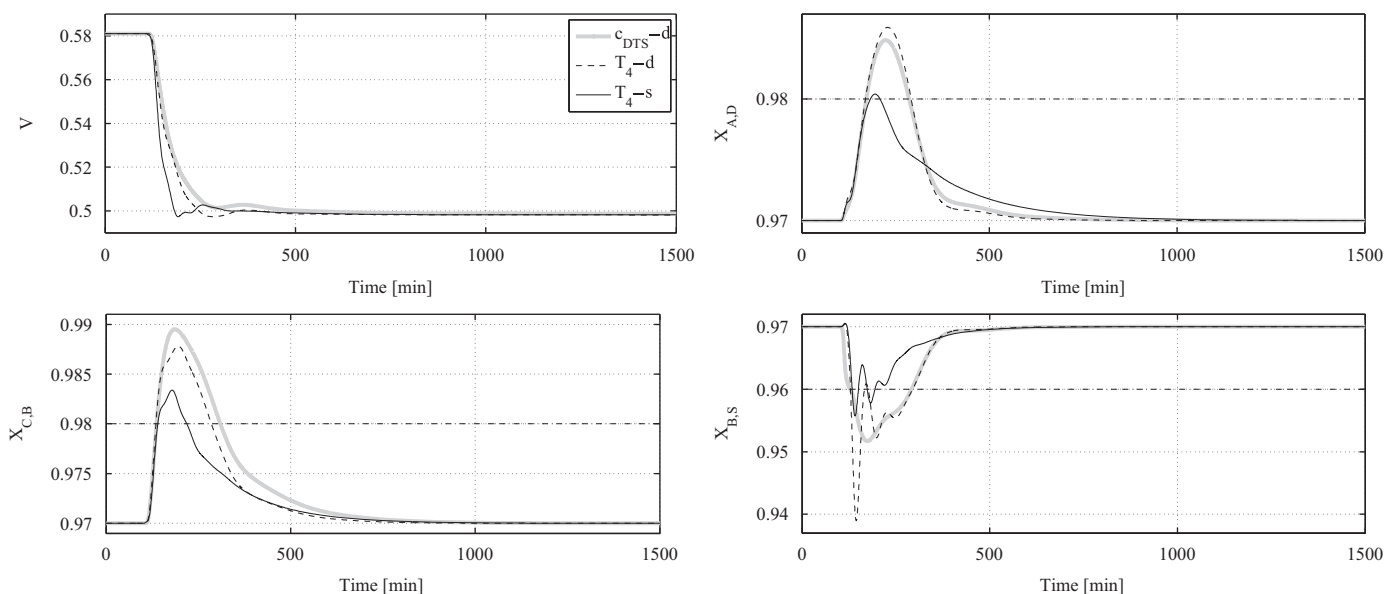 0.58
0.56
0.54
0.52
0.5
V
0 500 1000 1500
Time [min]
c_DTS−d
T_4−d
T_4−s
0.98
0.97
X_A,D
0 500 1000 1500
Time [min]
0.99
0.985
0.98
0.975
0.97
X_C,B
0 500 1000 1500
Time [min]
0.97
0.96
0.95
0.94
X_B,S
0 500 1000 1500
Time [min]